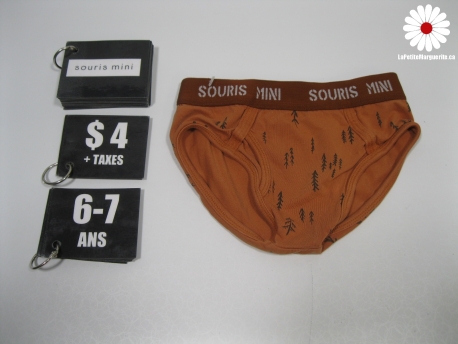 souris mini
$4
+ TAXES
6-7
ANS
SOURIS MINI SOURIS MINI
LaPetiteMarguerite.ca